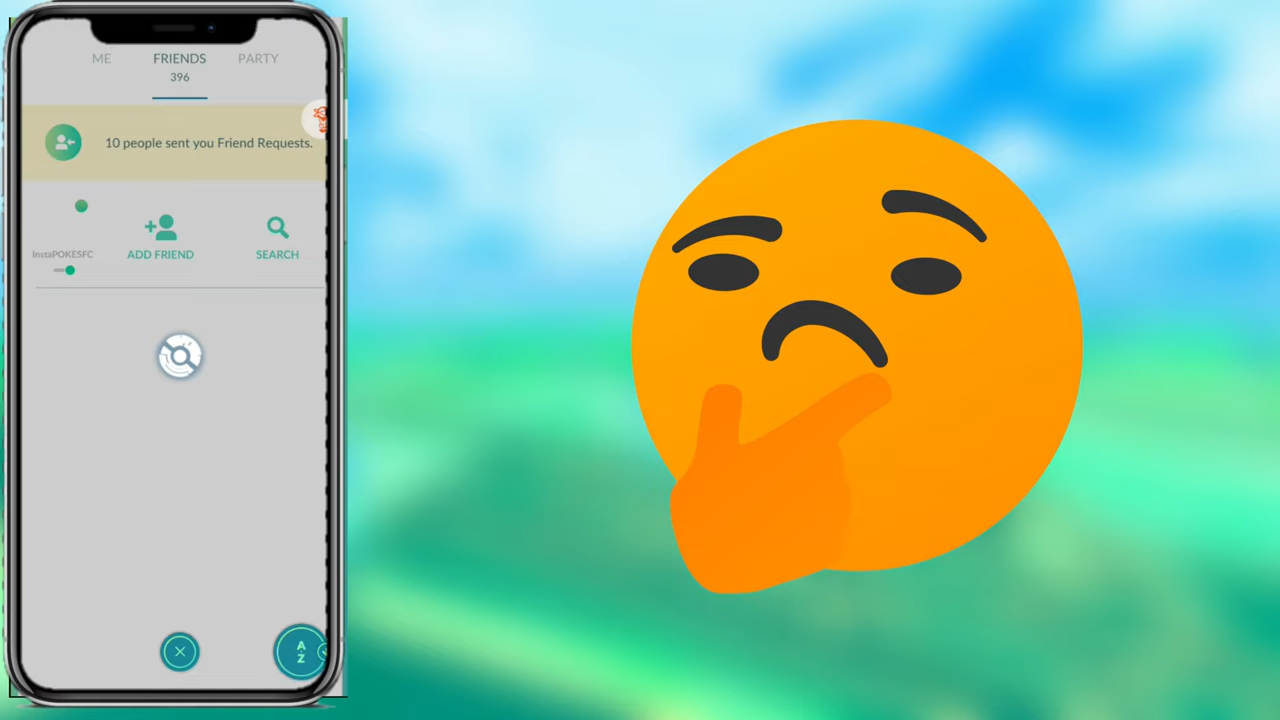 ME
FRIENDS
PARTY
396
10 people sent you Friend Requests.
InstaPOKESFC
ADD FRIEND
SEARCH
A
Z